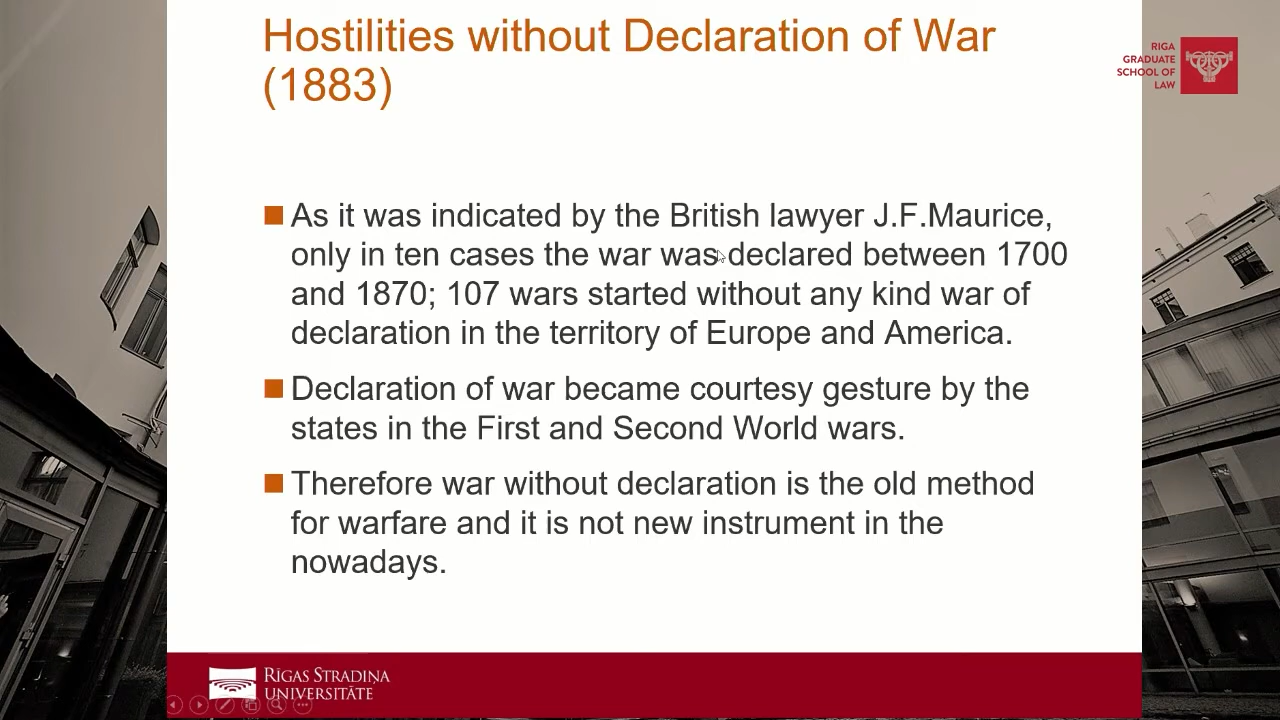 Hostilities without Declaration of War
(1883)
RIGA
GRADUATE
SCHOOL OF
LAW
As it was indicated by the British lawyer J.F.Maurice,
only in ten cases the war was declared between 1700
and 1870; 107 wars started without any kind war of
declaration in the territory of Europe and America.
Declaration of war became courtesy gesture by the
states in the First and Second World wars.
Therefore war without declaration is the old method
for warfare and it is not new instrument in the
nowadays.
RĪGAS STRADIŅA
UNIVERSITĀTE